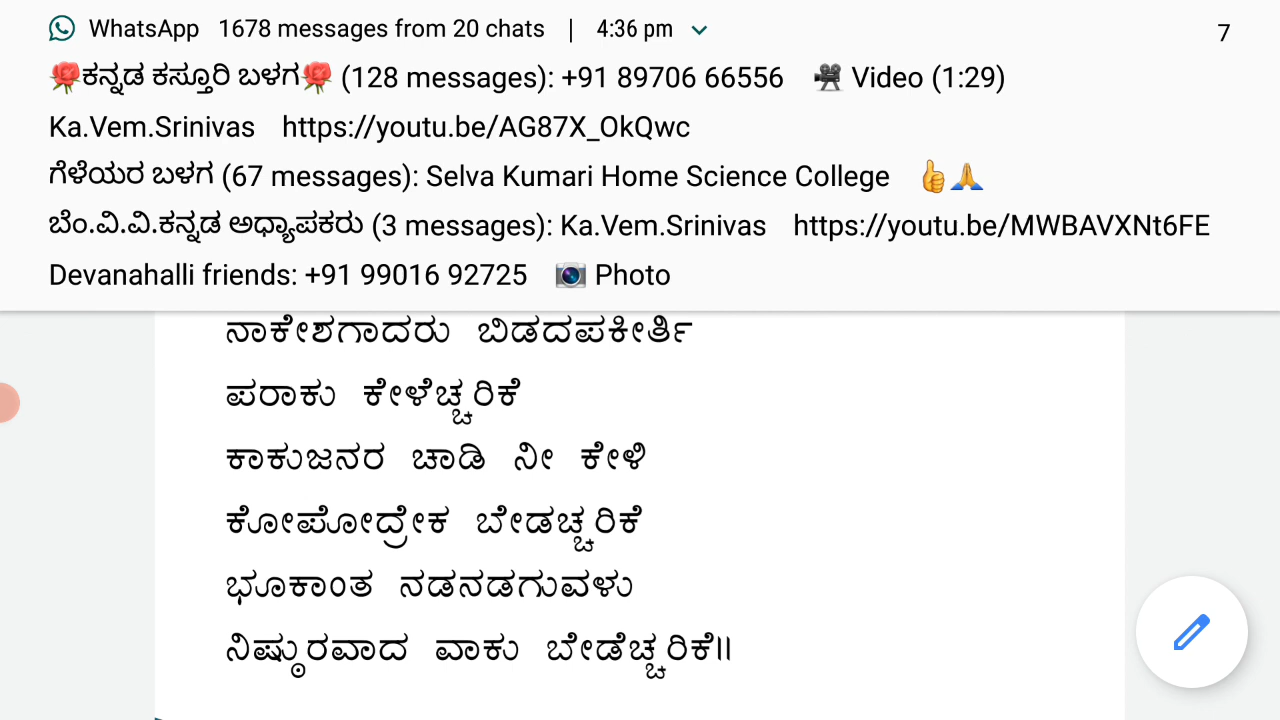 WhatsApp 1678 messages from 20 chats | 4:36 pm 7
🌹ಕನ್ನಡ ಕಸ್ತೂರಿ ಬಳಗ🌹 (128 messages): +91 89706 66556 🎥 Video (1:29)
Ka.Vem.Srinivas https://youtu.be/AG87X_OkQwc
ಗೆಳೆಯರ ಬಳಗ (67 messages): Selva Kumari Home Science College 👍🙏
ಬೆಂ.ವಿ.ವಿ.ಕನ್ನಡ ಅಧ್ಯಾಪಕರು (3 messages): Ka.Vem.Srinivas https://youtu.be/MWBAVXNt6FE
Devanahalli friends: +91 99016 92725 📷 Photo
ನಾಕೇಶಗಾದರು ಬಿಡದಪಕೀರ್ತಿ
ಪರಾಕು ಕೇಳೆಚ್ಚರಿಕೆ
ಕಾಕುಜನರ ಚಾಡಿ ನೀ ಕೇಳಿ
ಕೋಪೋದ್ರೇಕ ಬೇಡಚ್ಚರಿಕೆ
ಭೂಕಾಂತ ನಡನಡಗುವಳು
ನಿಷ್ಠುರವಾದ ವಾಕು ಬೇಡೆಚ್ಚರಿಕೆ॥